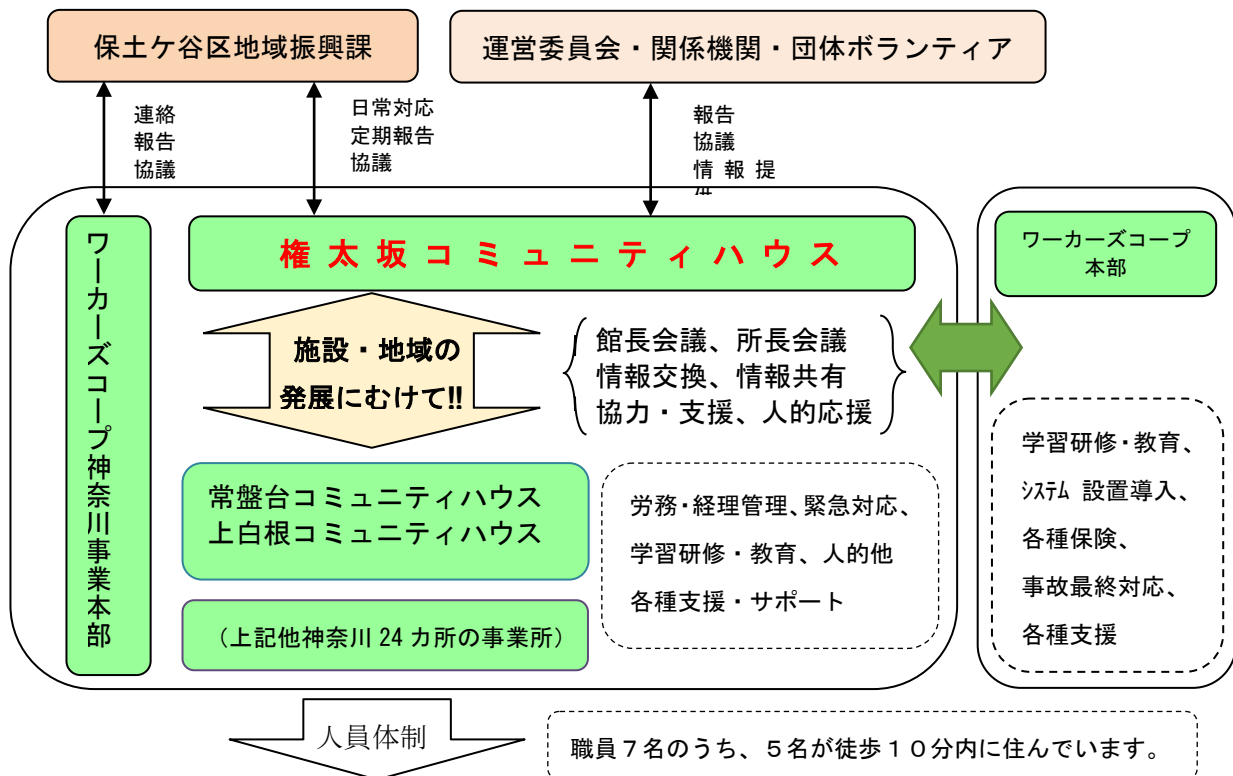 保土ケ谷区地域振興課
運営委員会・関係機関・団体ボランティア
連絡
報告
協議
日常対応
定期報告
協議
報告
協議
情 報 提
ワーカーズコープ神奈川事業本部
権 太 坂 コ ミ ュ ニ テ ィ ハ ウ ス
ワーカーズコープ
本部
施設・地域の
発展にむけて!!
館長会議、所長会議
情報交換、情報共有
協力・支援、人的応援
常盤台コミュニティハウス
上白根コミュニティハウス
（上記他神奈川 24 カ所の事業所）
労務・経理管理、緊急対応、
学習研修・教育、人的他
各種支援・サポート
学習研修・教育、
ｼｽﾃﾑ 設置導入、
各種保険、
事故最終対応、
各種支援
人員体制
職員７名のうち、５名が徒歩１０分内に住んでいます。